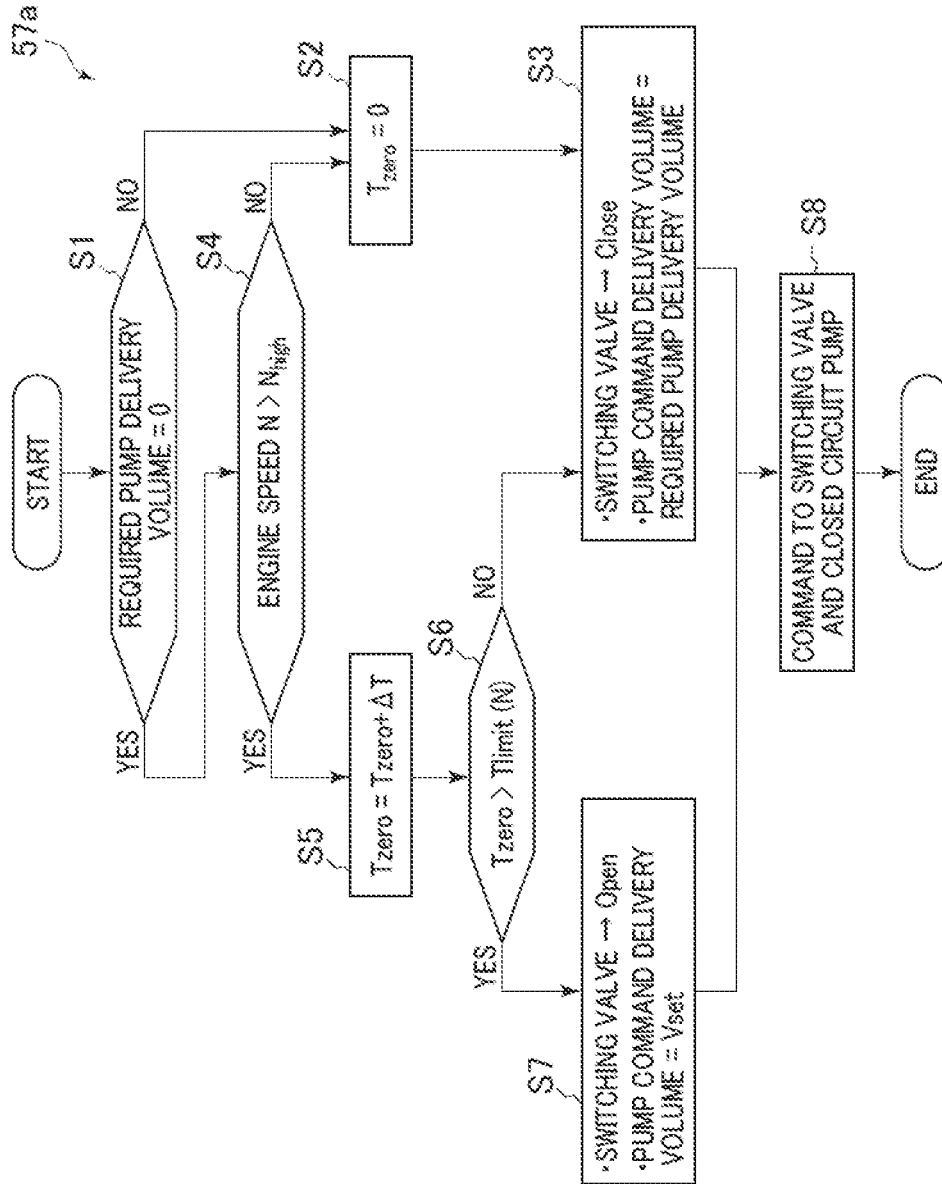 57a
START
S1
REQUIRED PUMP DELIVERY
VOLUME = 0
YES
NO
S4
ENGINE SPEED N > Nhigh
YES
NO
S5
Tzero = Tzero+ ΔT
S2
Tzero = 0
S6
Tzero > Tlimit (N)
YES
NO
S7
•SWITCHING VALVE → Open
•PUMP COMMAND DELIVERY
VOLUME = Vset
S3
•SWITCHING VALVE → Close
•PUMP COMMAND DELIVERY VOLUME =
REQUIRED PUMP DELIVERY VOLUME
S8
COMMAND TO SWITCHING VALVE
AND CLOSED CIRCUIT PUMP
END